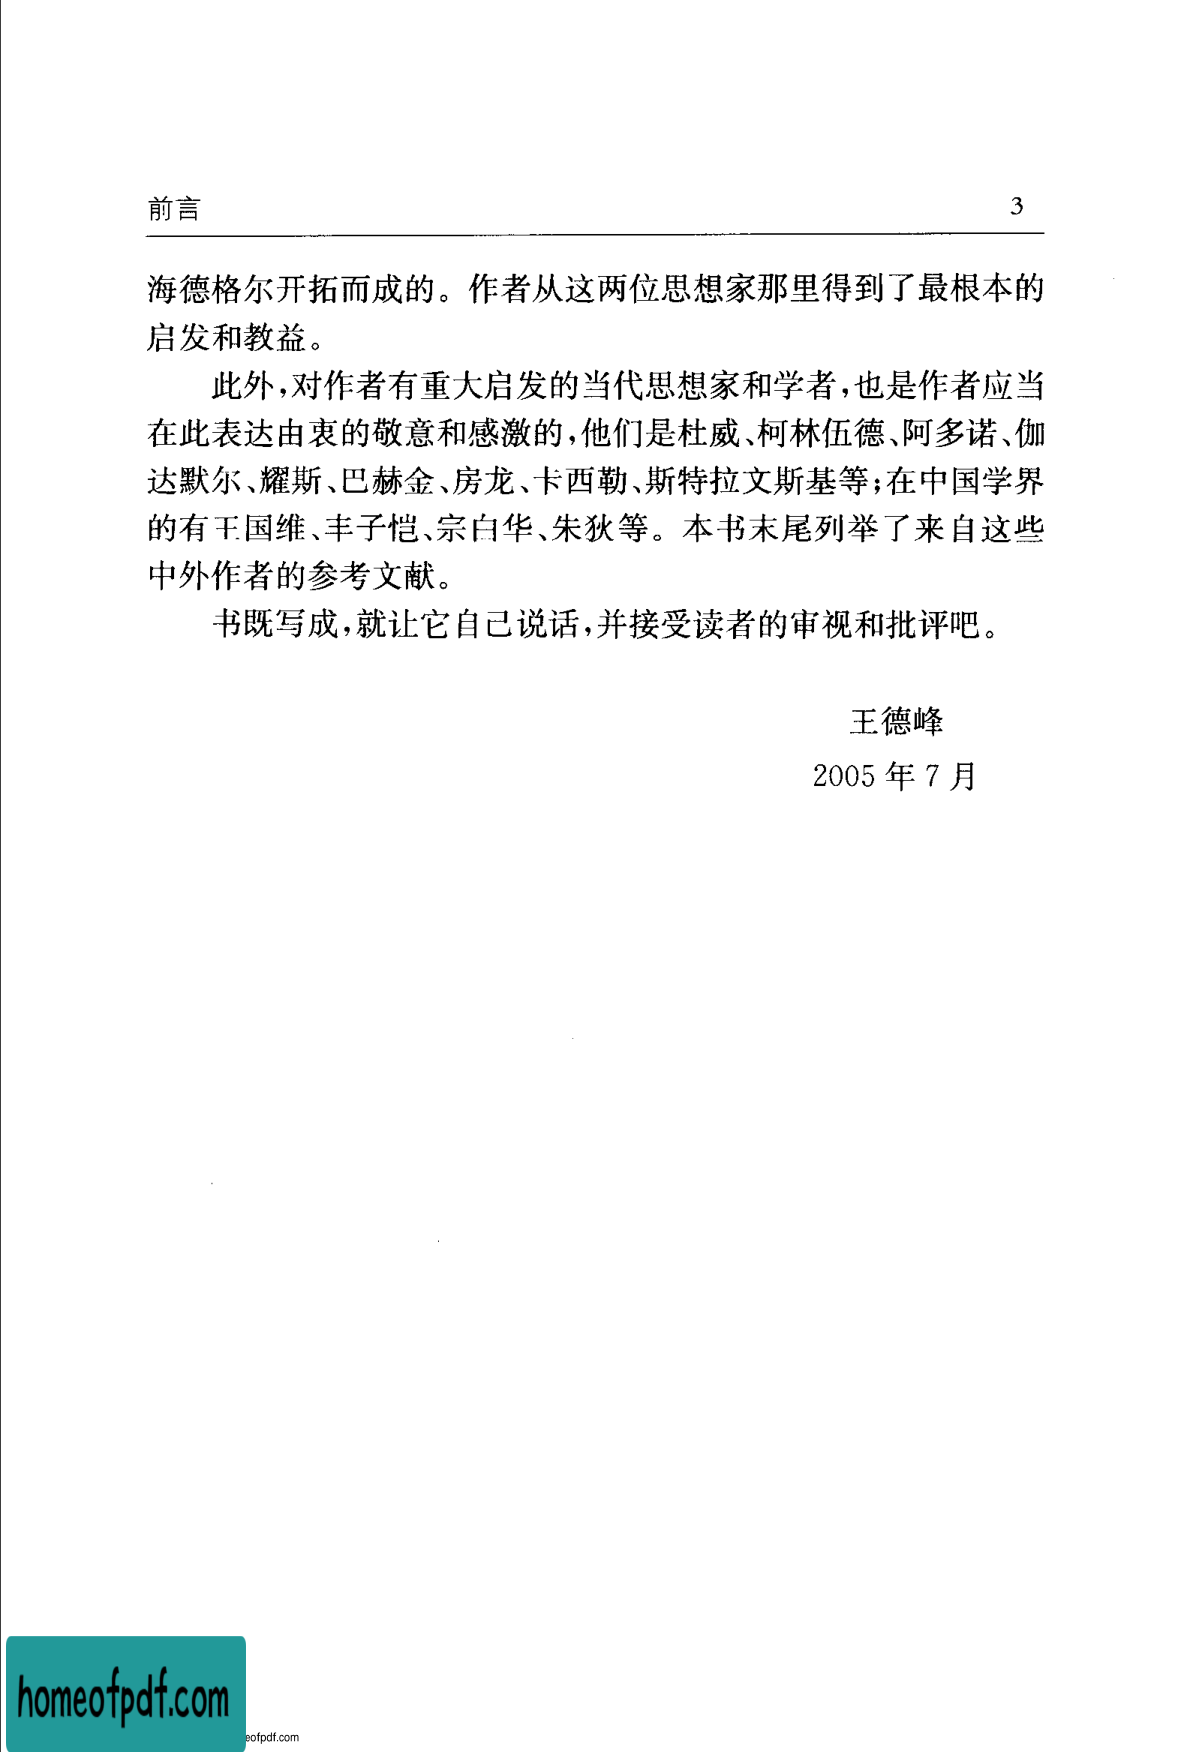 前言 3
海德格尔开拓而成的。作者从这两位思想家那里得到了最根本的
启发和教益。
此外,对作者有重大启发的当代思想家和学者,也是作者应当
在此表达由衷的敬意和感激的,他们是杜威、柯林伍德、阿多诺、伽
达默尔、耀斯、巴赫金、房龙、卡西勒、斯特拉文斯基等;在中国学界
的有王国维、丰子恺、宗白华、朱狄等。本书末尾列举了来自这些
中外作者的参考文献。
书既写成,就让它自己说话,并接受读者的审视和批评吧。
王德峰
2005 年 7 月
homeofpdf.com
eofpdf.com